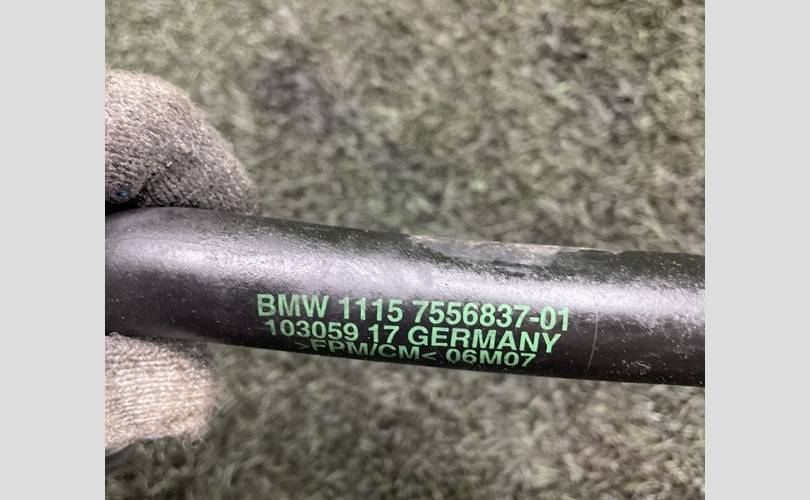 BMW 1115 7556837-01
103059 17 GERMANY
>FPM/CM< 06M07